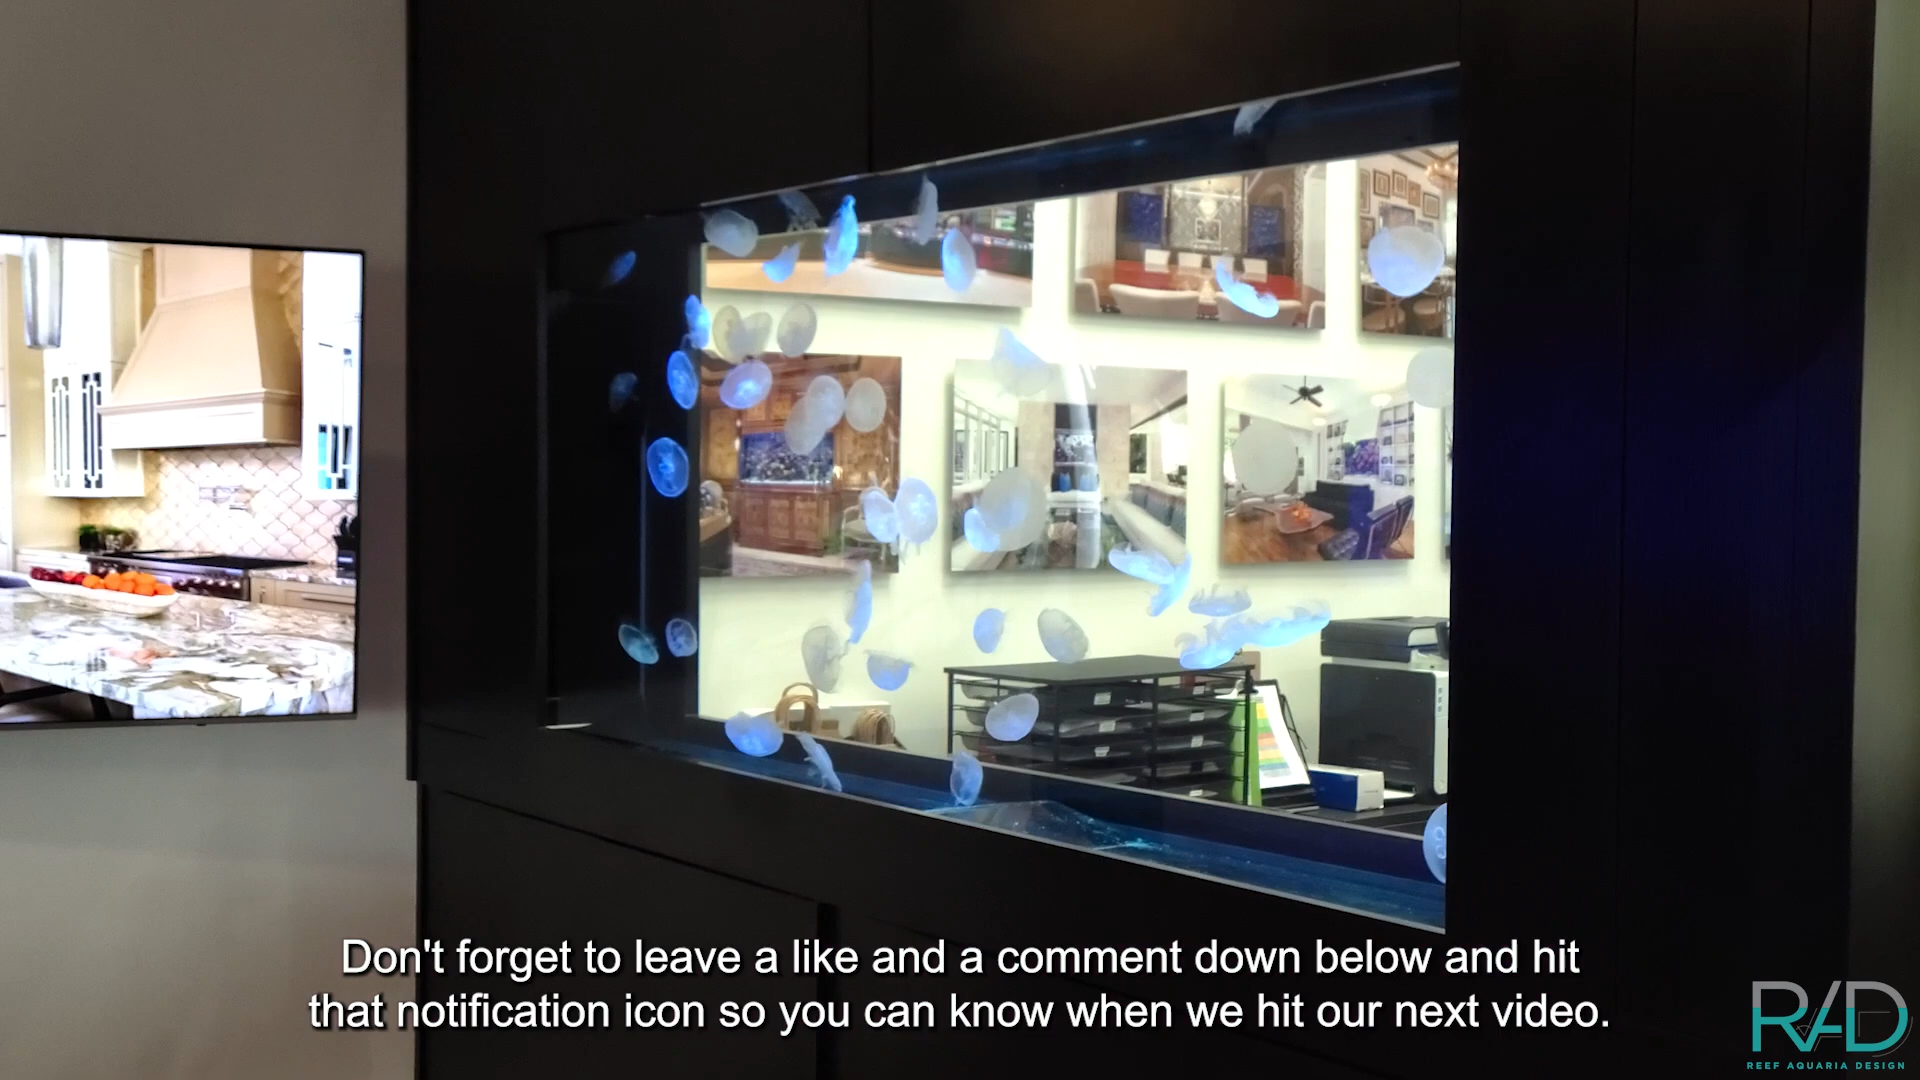 Don't forget to leave a like and a comment down below and hit
that notification icon so you can know when we hit our next video.
RAD
REEF AQUARIA DESIGN